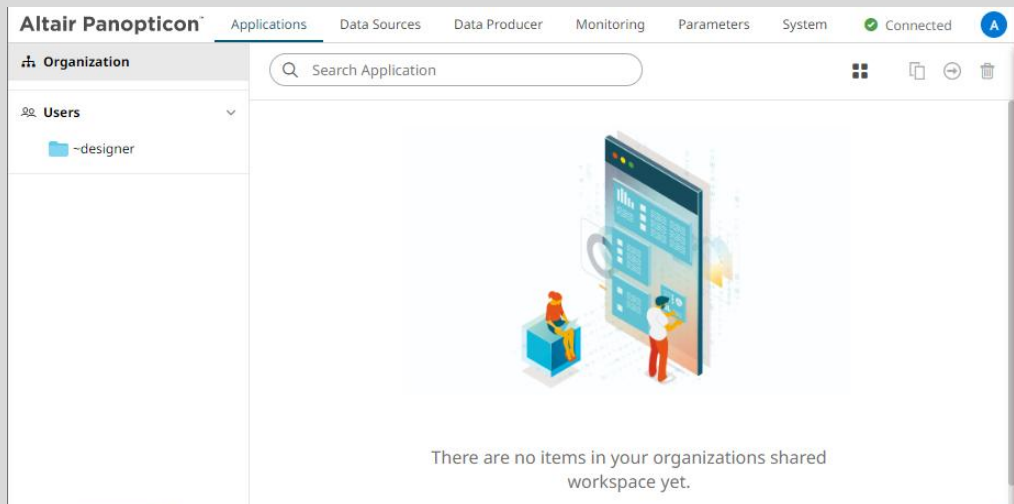 Altair Panopticon™ Applications Data Sources Data Producer Monitoring Parameters System Connected A
Organization
Search Application
Users
~designer
There are no items in your organizations shared
workspace yet.